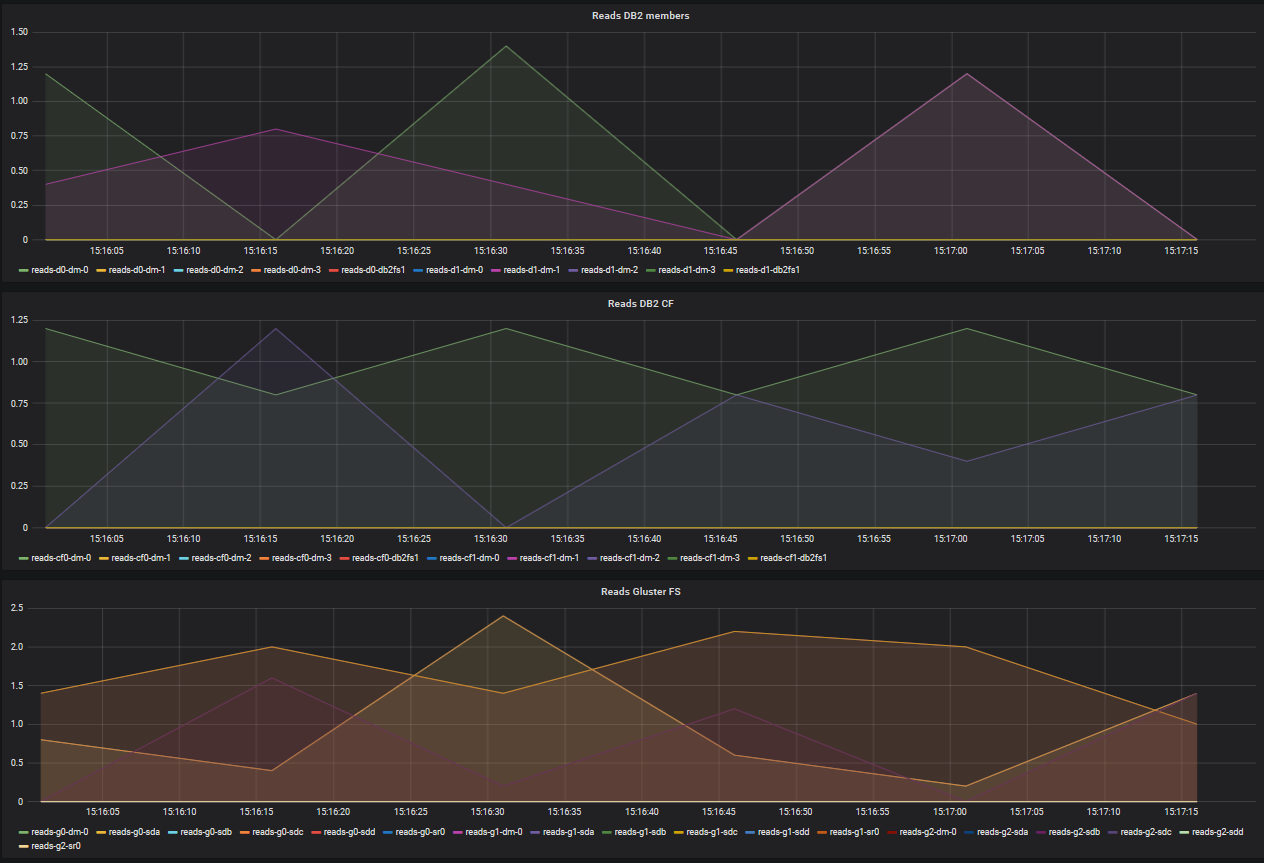 Reads DB2 members
1.50
1.25
1.00
0.75
0.50
0.25
0
15:16:05 15:16:10 15:16:15 15:16:20 15:16:25 15:16:30 15:16:35 15:16:40 15:16:45 15:16:50 15:16:55 15:17:00 15:17:05 15:17:10 15:17:15
reads-d0-dm-0 reads-d0-dm-1 reads-d0-dm-2 reads-d0-dm-3 reads-d0-db2fs1 reads-d1-dm-0 reads-d1-dm-1 reads-d1-dm-2 reads-d1-dm-3 reads-d1-db2fs1
Reads DB2 CF
1.25
1.00
0.75
0.50
0.25
0
15:16:05 15:16:10 15:16:15 15:16:20 15:16:25 15:16:30 15:16:35 15:16:40 15:16:45 15:16:50 15:16:55 15:17:00 15:17:05 15:17:10 15:17:15
reads-cf0-dm-0 reads-cf0-dm-1 reads-cf0-dm-2 reads-cf0-dm-3 reads-cf0-db2fs1 reads-cf1-dm-0 reads-cf1-dm-1 reads-cf1-dm-2 reads-cf1-dm-3 reads-cf1-db2fs1
Reads Gluster FS
2.5
2.0
1.5
1.0
0.5
0
15:16:05 15:16:10 15:16:15 15:16:20 15:16:25 15:16:30 15:16:35 15:16:40 15:16:45 15:16:50 15:16:55 15:17:00 15:17:05 15:17:10 15:17:15
reads-g0-dm-0 reads-g0-sda reads-g0-sdb reads-g0-sdc reads-g0-sdd reads-g0-sr0 reads-g1-dm-0 reads-g1-sda reads-g1-sdb reads-g1-sdc reads-g1-sdd reads-g1-sr0 reads-g2-dm-0 reads-g2-sda reads-g2-sdb reads-g2-sdc reads-g2-sdd
reads-g2-sr0